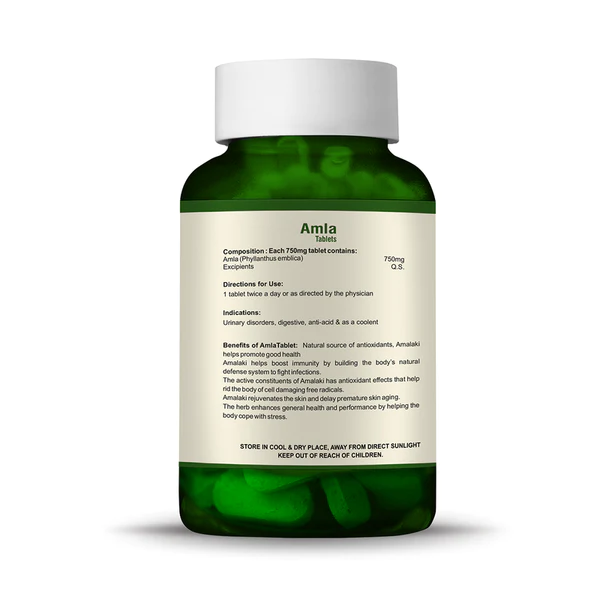 Amla
Tablets
Composition : Each 750mg tablet contains:
Amla (Phyllanthus emblica) 750mg
Excipients Q.S.
Directions for Use:
1 tablet twice a day or as directed by the physician
Indications:
Urinary disorders, digestive, anti-acid & as a coolent
Benefits of AmlaTablet: Natural source of antioxidants, Amalaki
helps promote good health
Amalaki helps boost immunity by building the body's natural
defense system to fight infections.
The active constituents of Amalaki has antioxidant effects that help
rid the body of cell damaging free radicals.
Amalaki rejuvenates the skin and delay premature skin aging.
The herb enhances general health and performance by helping the
body cope with stress.
STORE IN COOL & DRY PLACE, AWAY FROM DIRECT SUNLIGHT
KEEP OUT OF REACH OF CHILDREN.